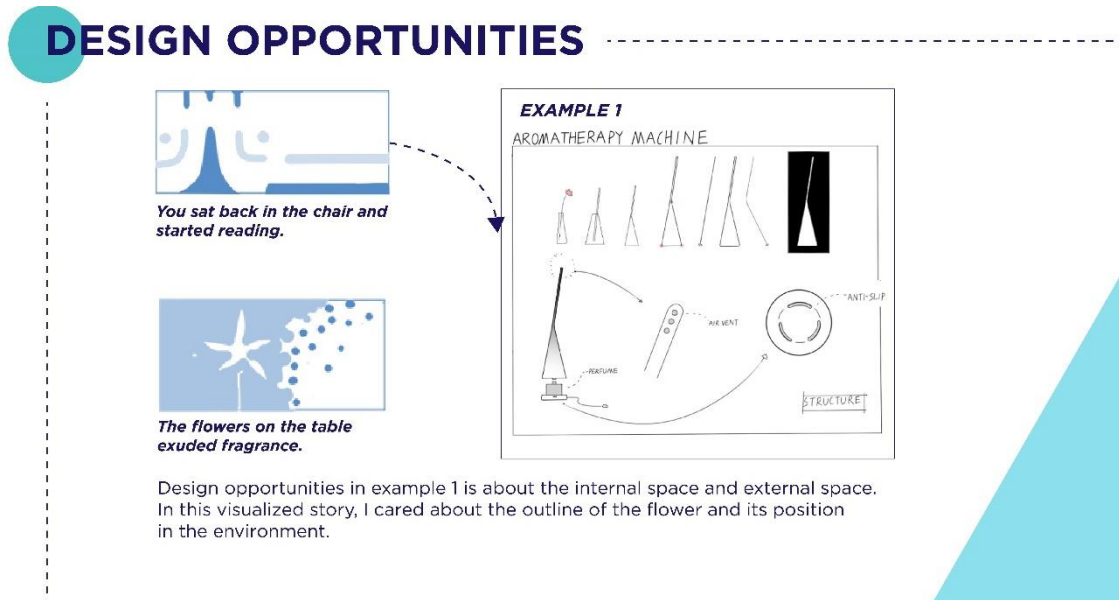 DESIGN OPPORTUNITIES
You sat back in the chair and
started reading.
The flowers on the table
exuded fragrance.
EXAMPLE 1
AROMATHERAPY MACHINE
AIR VENT
ANTI-SLIP
PERFUME
STRUCTURE
Design opportunities in example 1 is about the internal space and external space.
In this visualized story, I cared about the outline of the flower and its position
in the environment.